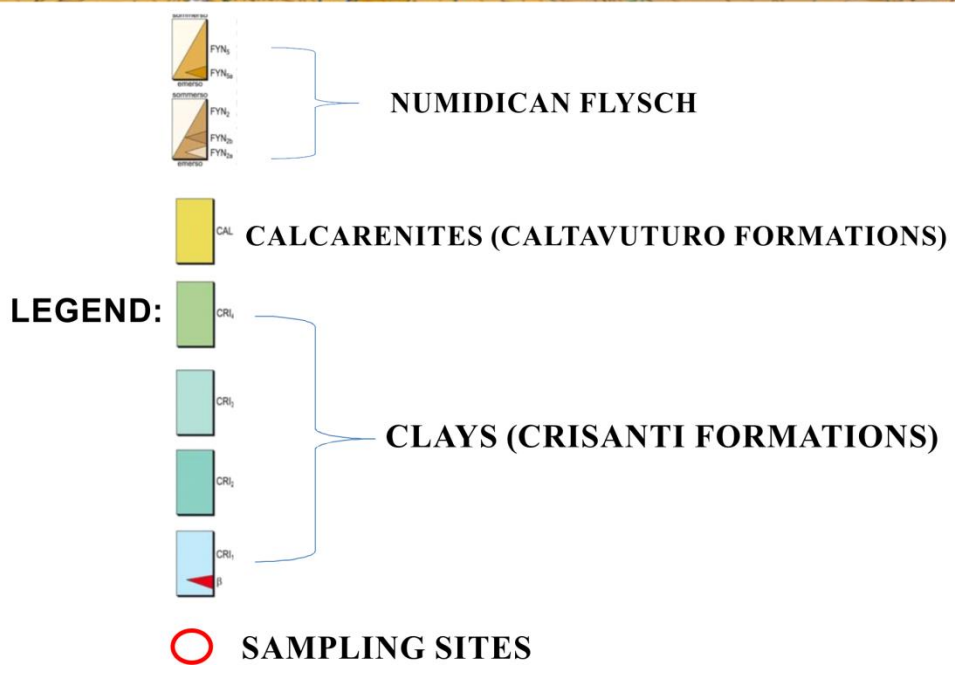 sommerso
FYN5
FYN5a
emerso
sommerso
FYN2
FYN2b
FYN2a
emerso
NUMIDICAN FLYSCH
CAL
CALCARENITES (CALTAVUTURO FORMATIONS)
LEGEND:
CRI4
CRI3
CRI2
CLAYS (CRISANTI FORMATIONS)
CRI1
β
SAMPLING SITES